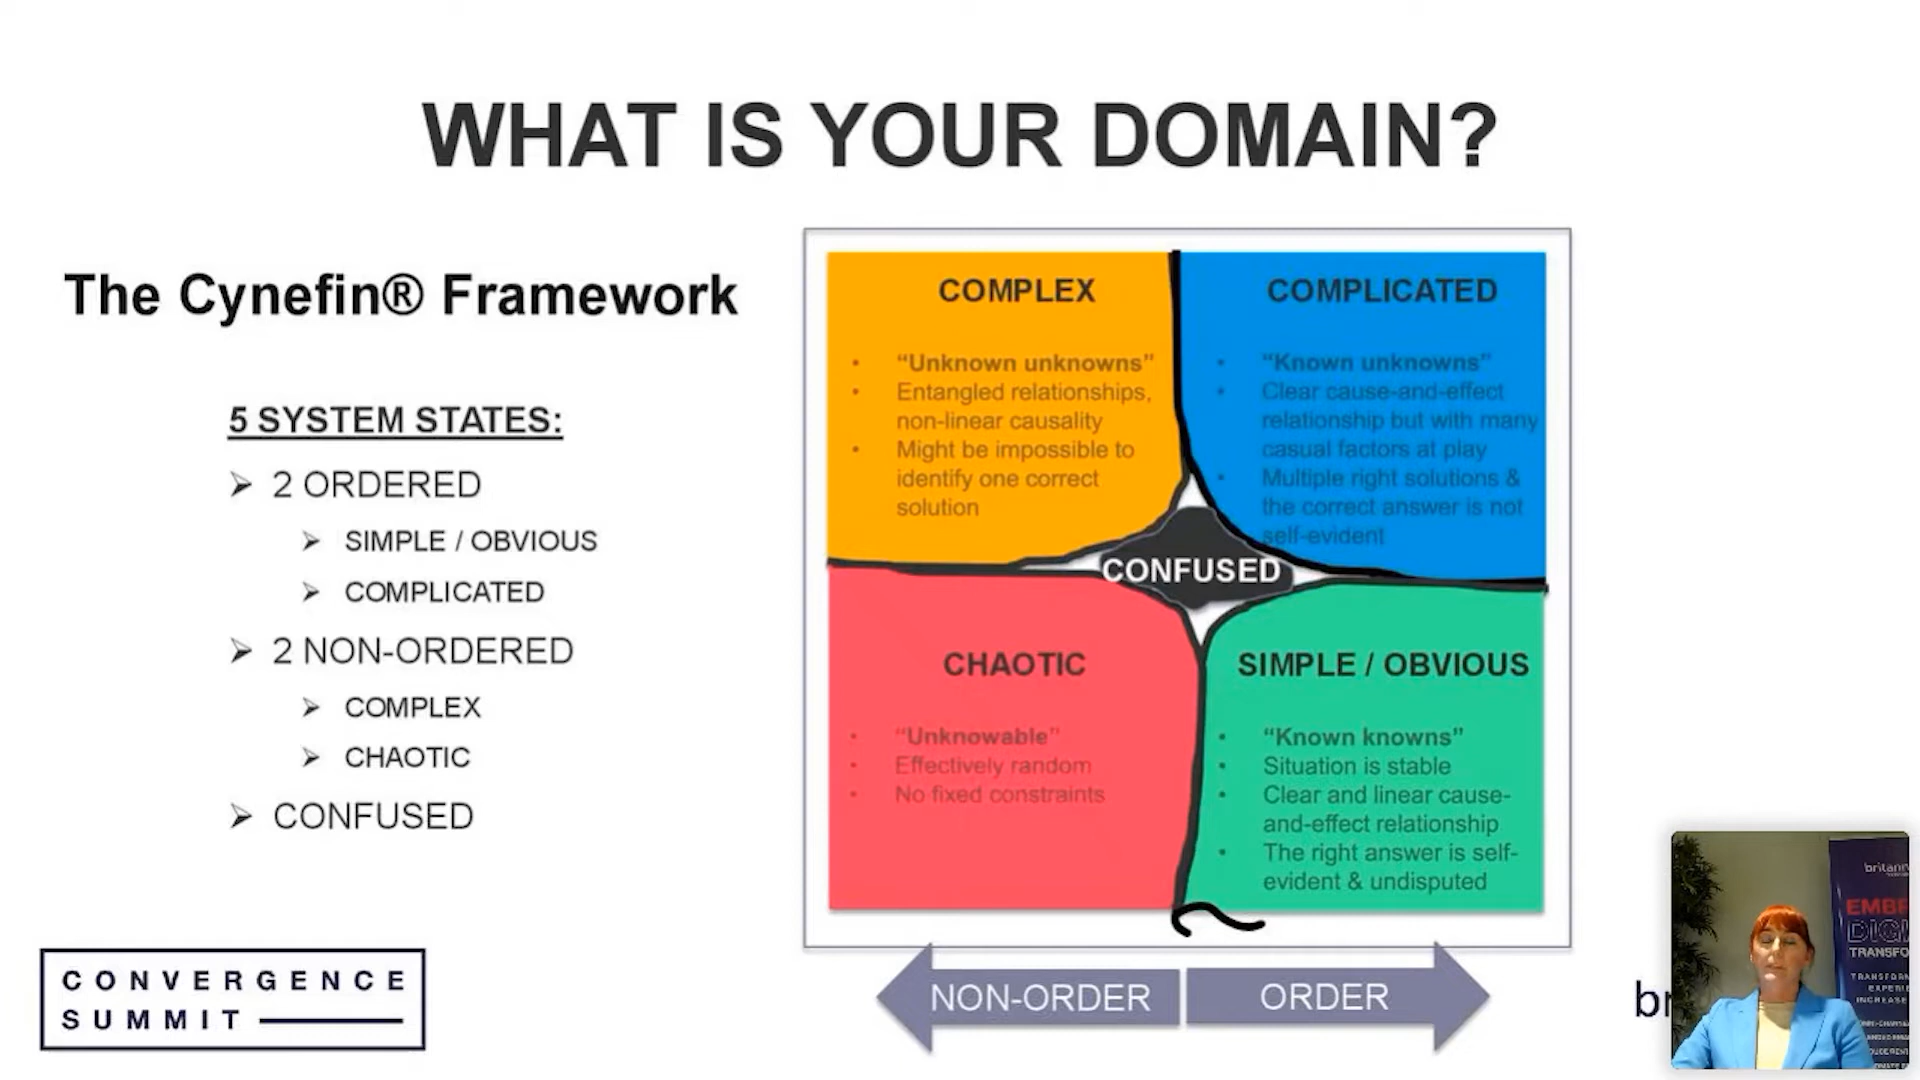 WHAT IS YOUR DOMAIN?
The Cynefin® Framework
5 SYSTEM STATES:
2 ORDERED
SIMPLE / OBVIOUS
COMPLICATED
2 NON-ORDERED
COMPLEX
CHAOTIC
CONFUSED
COMPLEX
• “Unknown unknowns”
• Entangled relationships,
non-linear causality
• Might be impossible to
identify one correct
solution
COMPLICATED
• “Known unknowns”
• Clear cause-and-effect
relationship but with many
casual factors at play
• Multiple right solutions &
the correct answer is not
self-evident
CONFUSED
CHAOTIC
• “Unknowable”
• Effectively random
• No fixed constraints
SIMPLE / OBVIOUS
• “Known knowns”
• Situation is stable
• Clear and linear cause-
and-effect relationship
• The right answer is self-
evident & undisputed
NON-ORDER
ORDER
CONVERGENCE
SUMMIT
br
EMB
DIGI
TRANSFO